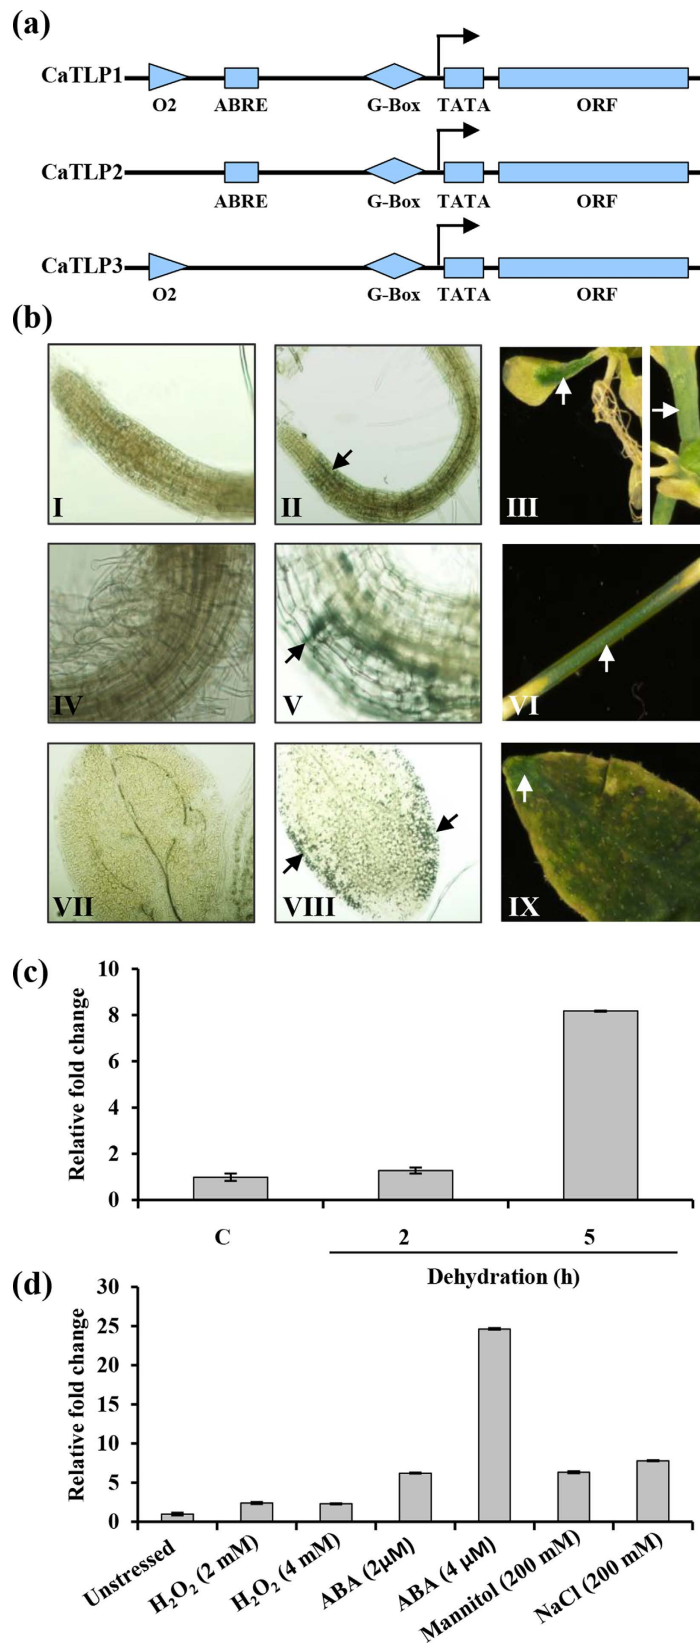 (a)
CaTLP1
O2 ABRE G-Box TATA ORF
CaTLP2
ABRE G-Box TATA ORF
CaTLP3
O2 G-Box TATA ORF
(b)
I II III
IV V VI
VII VIII IX
(c)
Relative fold change
10
8
6
4
2
0
C 2 5
Dehydration (h)
(d)
Relative fold change
30
25
20
15
10
5
0
Unstressed
H₂O₂ (2 mM)
H₂O₂ (4 mM)
ABA (2μM)
ABA (4 μM)
Mannitol (200 mM)
NaCl (200 mM)